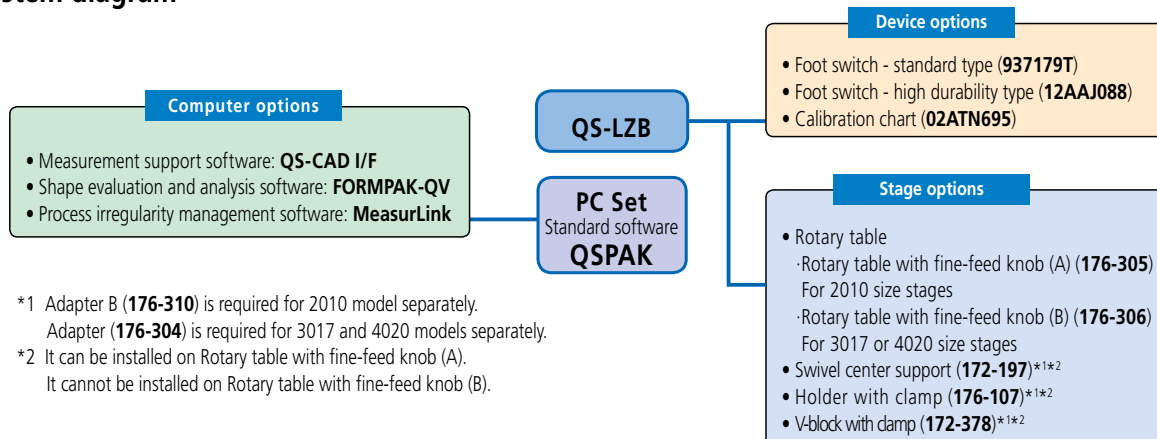 Device options
• Foot switch - standard type (937179T)
• Foot switch - high durability type (12AAJ088)
• Calibration chart (02ATN695)
Computer options
• Measurement support software: QS-CAD I/F
• Shape evaluation and analysis software: FORMPAK-QV
• Process irregularity management software: MeasurLink
QS-LZB
PC Set
Standard software
QSPAK
Stage options
• Rotary table
·Rotary table with fine-feed knob (A) (176-305)
For 2010 size stages
·Rotary table with fine-feed knob (B) (176-306)
For 3017 or 4020 size stages
• Swivel center support (172-197)*1*2
• Holder with clamp (176-107)*1*2
• V-block with clamp (172-378)*1*2
*1 Adapter B (176-310) is required for 2010 model separately.
Adapter (176-304) is required for 3017 and 4020 models separately.
*2 It can be installed on Rotary table with fine-feed knob (A).
It cannot be installed on Rotary table with fine-feed knob (B).